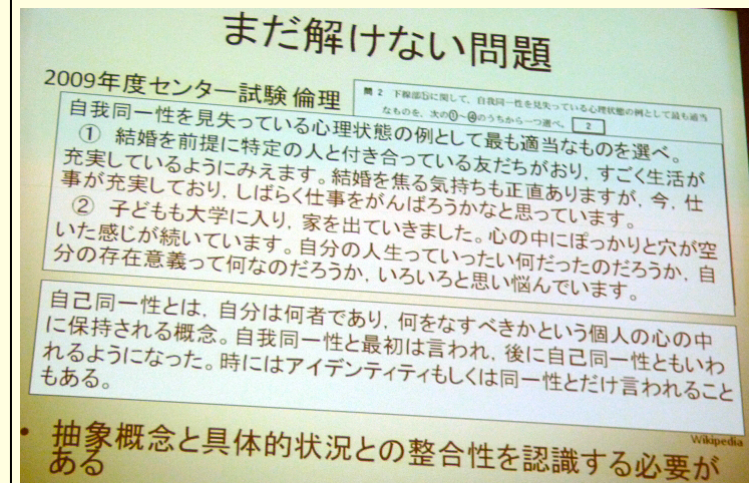 まだ解けない問題
2009年度センター試験 倫理
問2 下線部ⓑに関して、自我同一性を見失っている心理状態の例として最も適当
なものを、次の①~④のうちから一つ選べ。 2
自我同一性を見失っている心理状態の例として最も適当なものを選べ。
① 結婚を前提に特定の人と付き合っている友だちがおり, すごく生活が
充実しているようにみえます。結婚を焦る気持ちも正直ありますが, 今, 仕
事が充実しており, しばらく仕事をがんばろうかなと思っています。
② 子どもも大学に入り, 家を出ていきました。心の中にぽっかりと穴が空
いた感じが続いています。自分の人生っていったい何だったのだろうか, 自
分の存在意義って何なのだろうか, いろいろと思い悩んでいます。
自己同一性とは, 自分は何者であり, 何をなすべきかという個人の心の中
に保持される概念。自我同一性と最初は言われ, 後に自己同一性ともいわ
れるようになった。時にはアイデンティティもしくは同一性とだけ言われること
もある。
Wikipedia
• 抽象概念と具体的状況との整合性を認識する必要が
ある